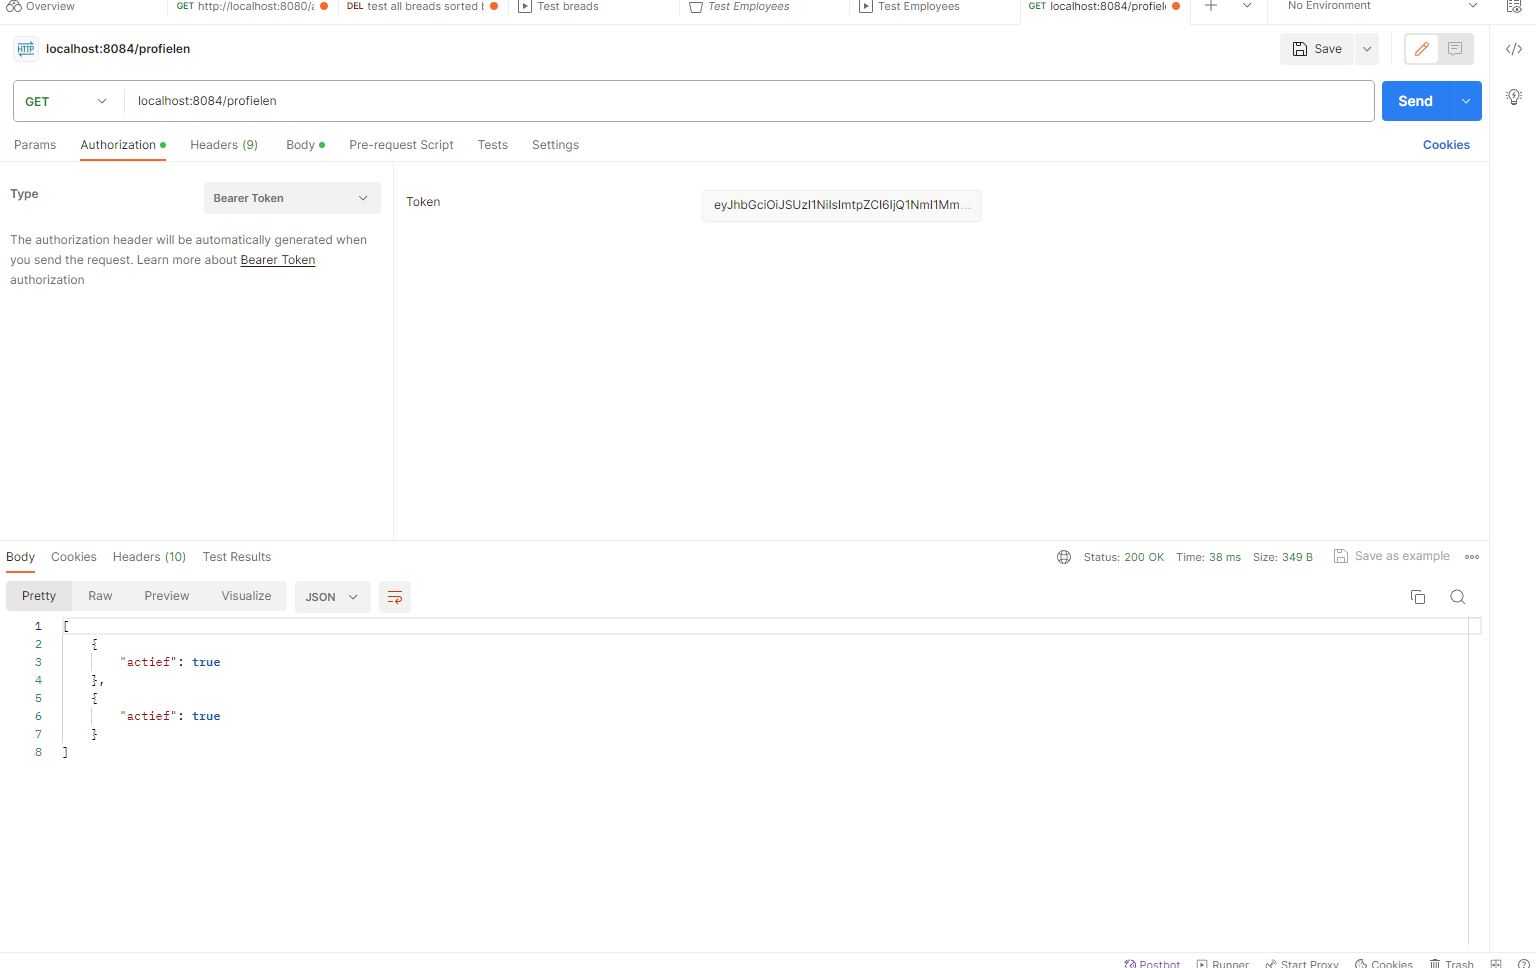 Overview
GET http://localhost:8080/a
DEL test all breads sorted b
Test breads
Test Employees
Test Employees
GET localhost:8084/profiel
No Environment
HTTP localhost:8084/profielen
Save
GET localhost:8084/profielen
Send
Params Authorization Headers (9) Body Pre-request Script Tests Settings
Cookies
Type
Bearer Token
The authorization header will be automatically generated when
you send the request. Learn more about Bearer Token
authorization
Token
Body Cookies Headers (10) Test Results
Status: 200 OK Time: 38 ms Size: 349 B
Save as example
Pretty Raw Preview Visualize
JSON
1 [
2 {
3 "actief": true
4 },
5 {
6 "actief": true
7 }
8 ]
Postbot Runner Start Proxy Cookies Trash